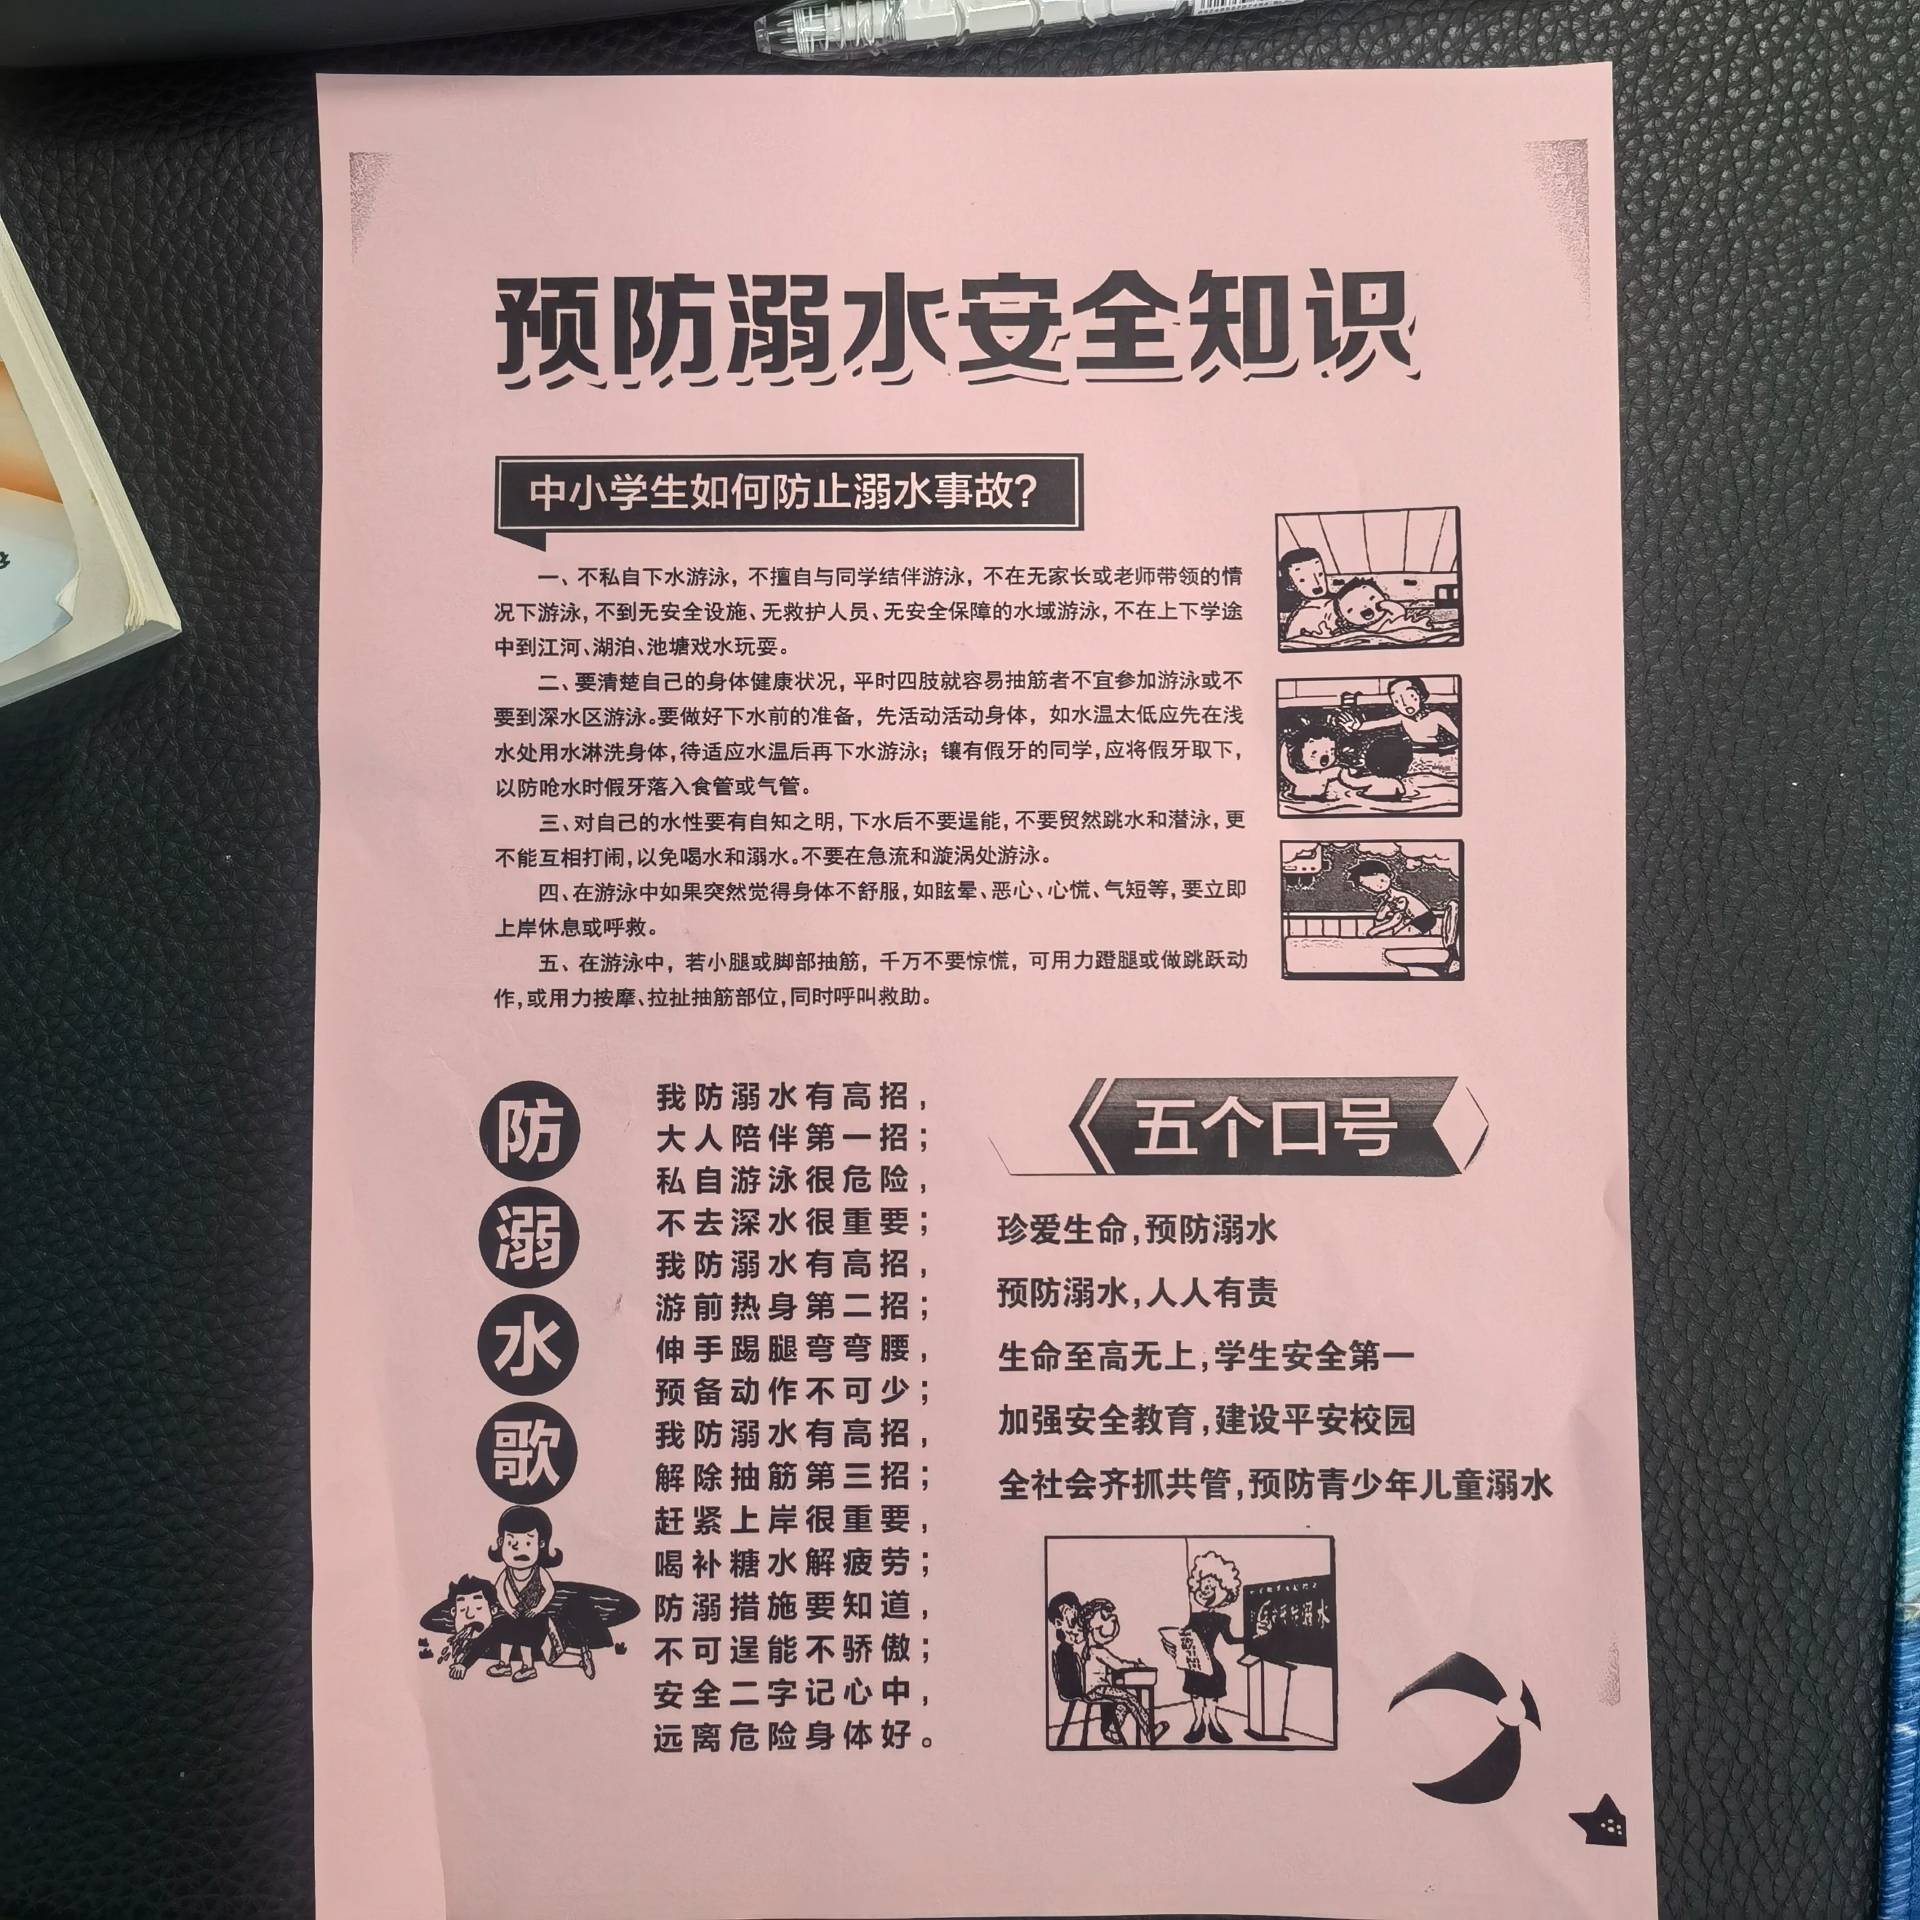 预防溺水安全知识
中小学生如何防止溺水事故?
一、不私自下水游泳，不擅自与同学结伴游泳，不在无家长或老师带领的情
况下游泳，不到无安全设施、无救护人员、无安全保障的水域游泳，不在上下学途
中到江河、湖泊、池塘戏水玩耍。
二、要清楚自己的身体健康状况，平时四肢就容易抽筋者不宜参加游泳或不
要到深水区游泳。要做好下水前的准备，先活动活动身体，如水温太低应先在浅
水处用水淋洗身体，待适应水温后再下水游泳；镶有假牙的同学，应将假牙取下，
以防呛水时假牙落入食管或气管。
三、对自己的水性要有自知之明，下水后不要逞能，不要贸然跳水和潜泳，更
不能互相打闹，以免喝水和溺水。不要在急流和漩涡处游泳。
四、在游泳中如果突然觉得身体不舒服，如眩晕、恶心、心慌、气短等，要立即
上岸休息或呼救。
五、在游泳中，若小腿或脚部抽筋，千万不要惊慌，可用力蹬腿或做跳跃动
作，或用力按摩、拉扯抽筋部位，同时呼叫救助。
防溺水歌
我防溺水有高招，
大人陪伴第一招；
私自游泳很危险，
不去深水很重要；
我防溺水有高招，
游前热身第二招；
伸手踢腿弯弯腰，
预备动作不可少；
我防溺水有高招，
解除抽筋第三招；
赶紧上岸很重要，
喝补糖水解疲劳；
防溺措施要知道，
不可逞能不骄傲；
安全二字记心中，
远离危险身体好。
五个口号
珍爱生命，预防溺水
预防溺水，人人有责
生命至高无上，学生安全第一
加强安全教育，建设平安校园
全社会齐抓共管，预防青少年儿童溺水